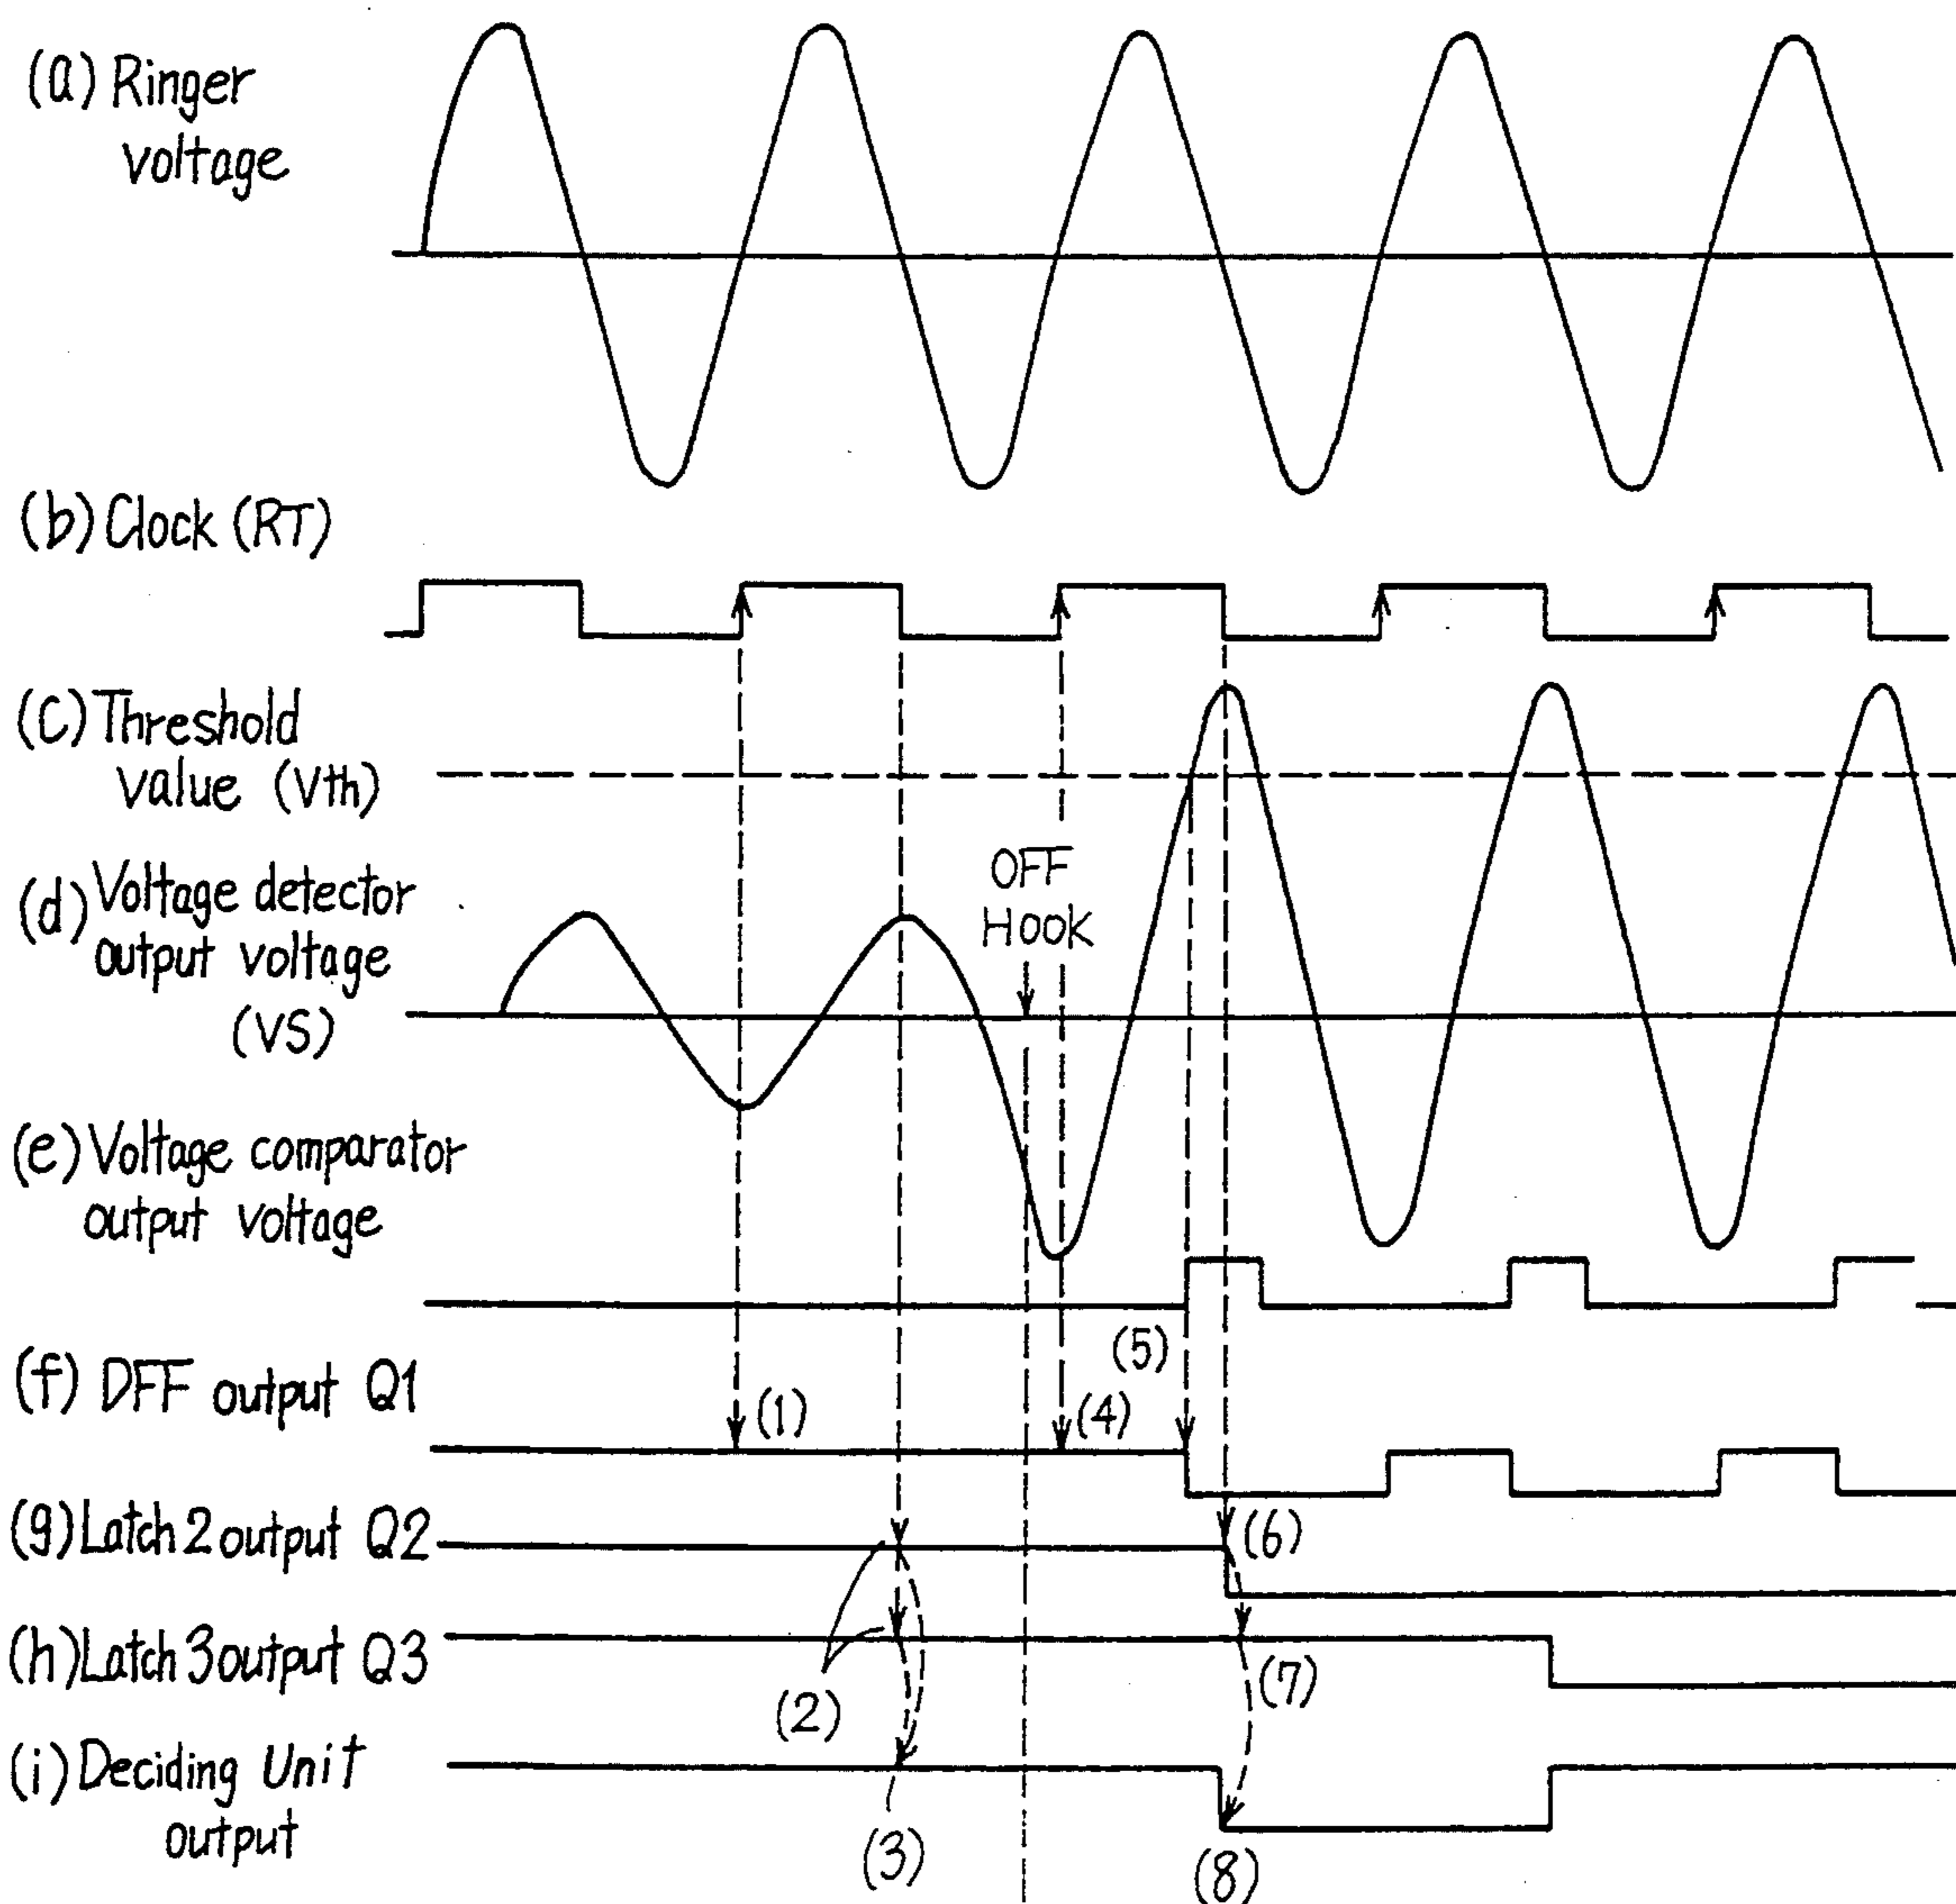 (a) Ringer
voltage
(b) Clock (RT)
(C) Threshold
value (Vth)
OFF
HOOK
(d) Voltage detector
output voltage
(VS)
(e) Voltage comparator
output voltage
(5)
(f) DFF output Q1
(1)
(4)
(g) Latch 2 output Q2
(6)
(h) Latch 3 output Q3
(7)
(2)
(i) Deciding Unit
output
(3)
(8)